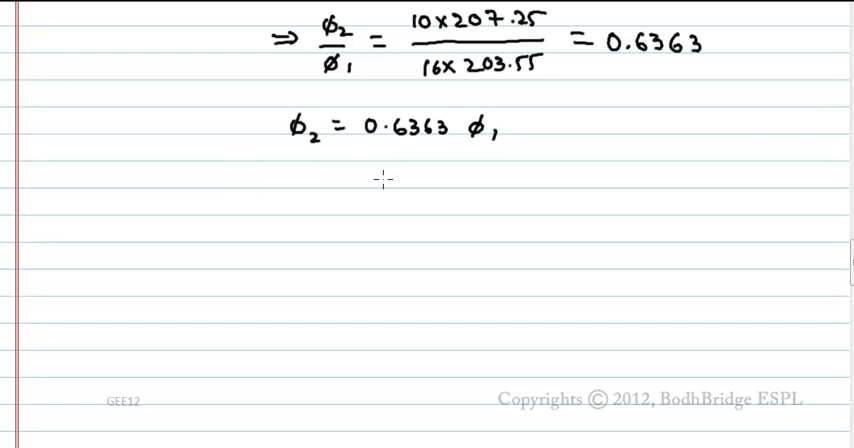 ⇒ ϕ₂/ϕ₁ = (10 × 207.25)/(16 × 203.55) = 0.6363
ϕ₂ = 0.6363 ϕ₁
GEE12
Copyrights © 2012, BodhBridge ESPL